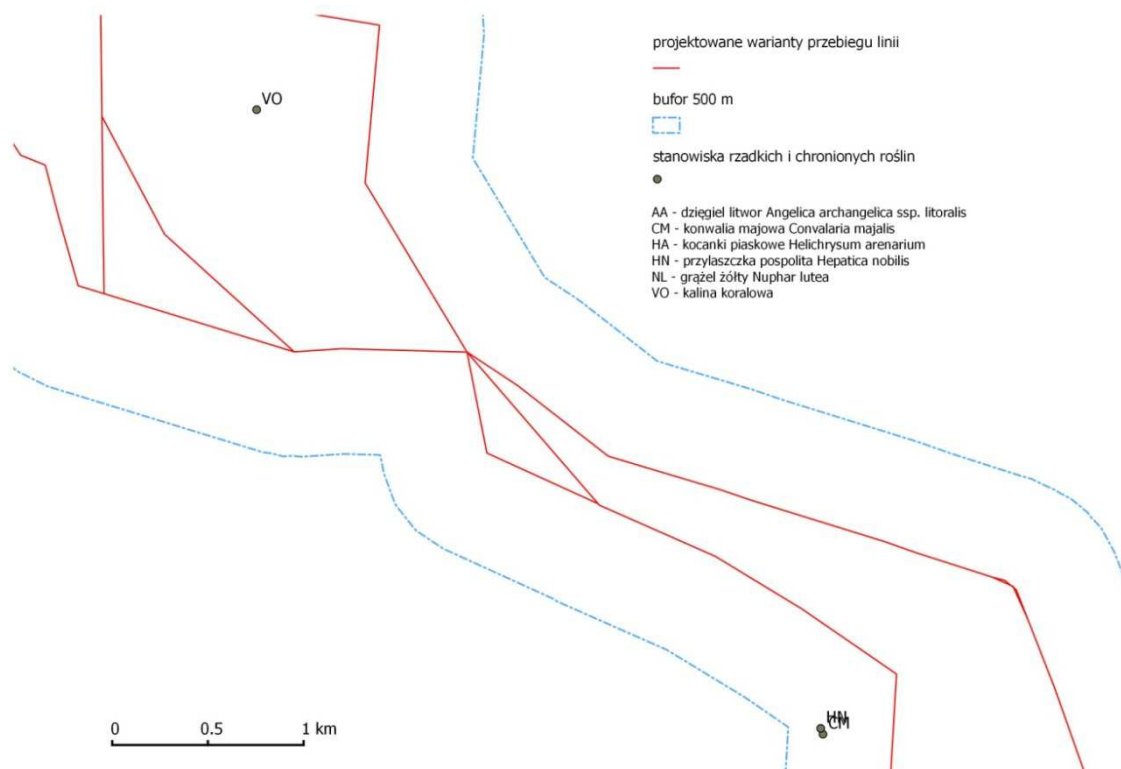 projektowane warianty przebiegu linii
VO
bufor 500 m
stanowiska rzadkich i chronionych roślin
AA - dzięgiel litwor Angelica archangelica ssp. litoralis
CM - konwalia majowa Convalaria majalis
HA - kocanki piaskowe Helichrysum arenarium
HN - przylaszczka pospolita Hepatica nobilis
NL - grążel żółty Nuphar lutea
VO - kalina koralowa
HN
CM
0 0.5 1 km